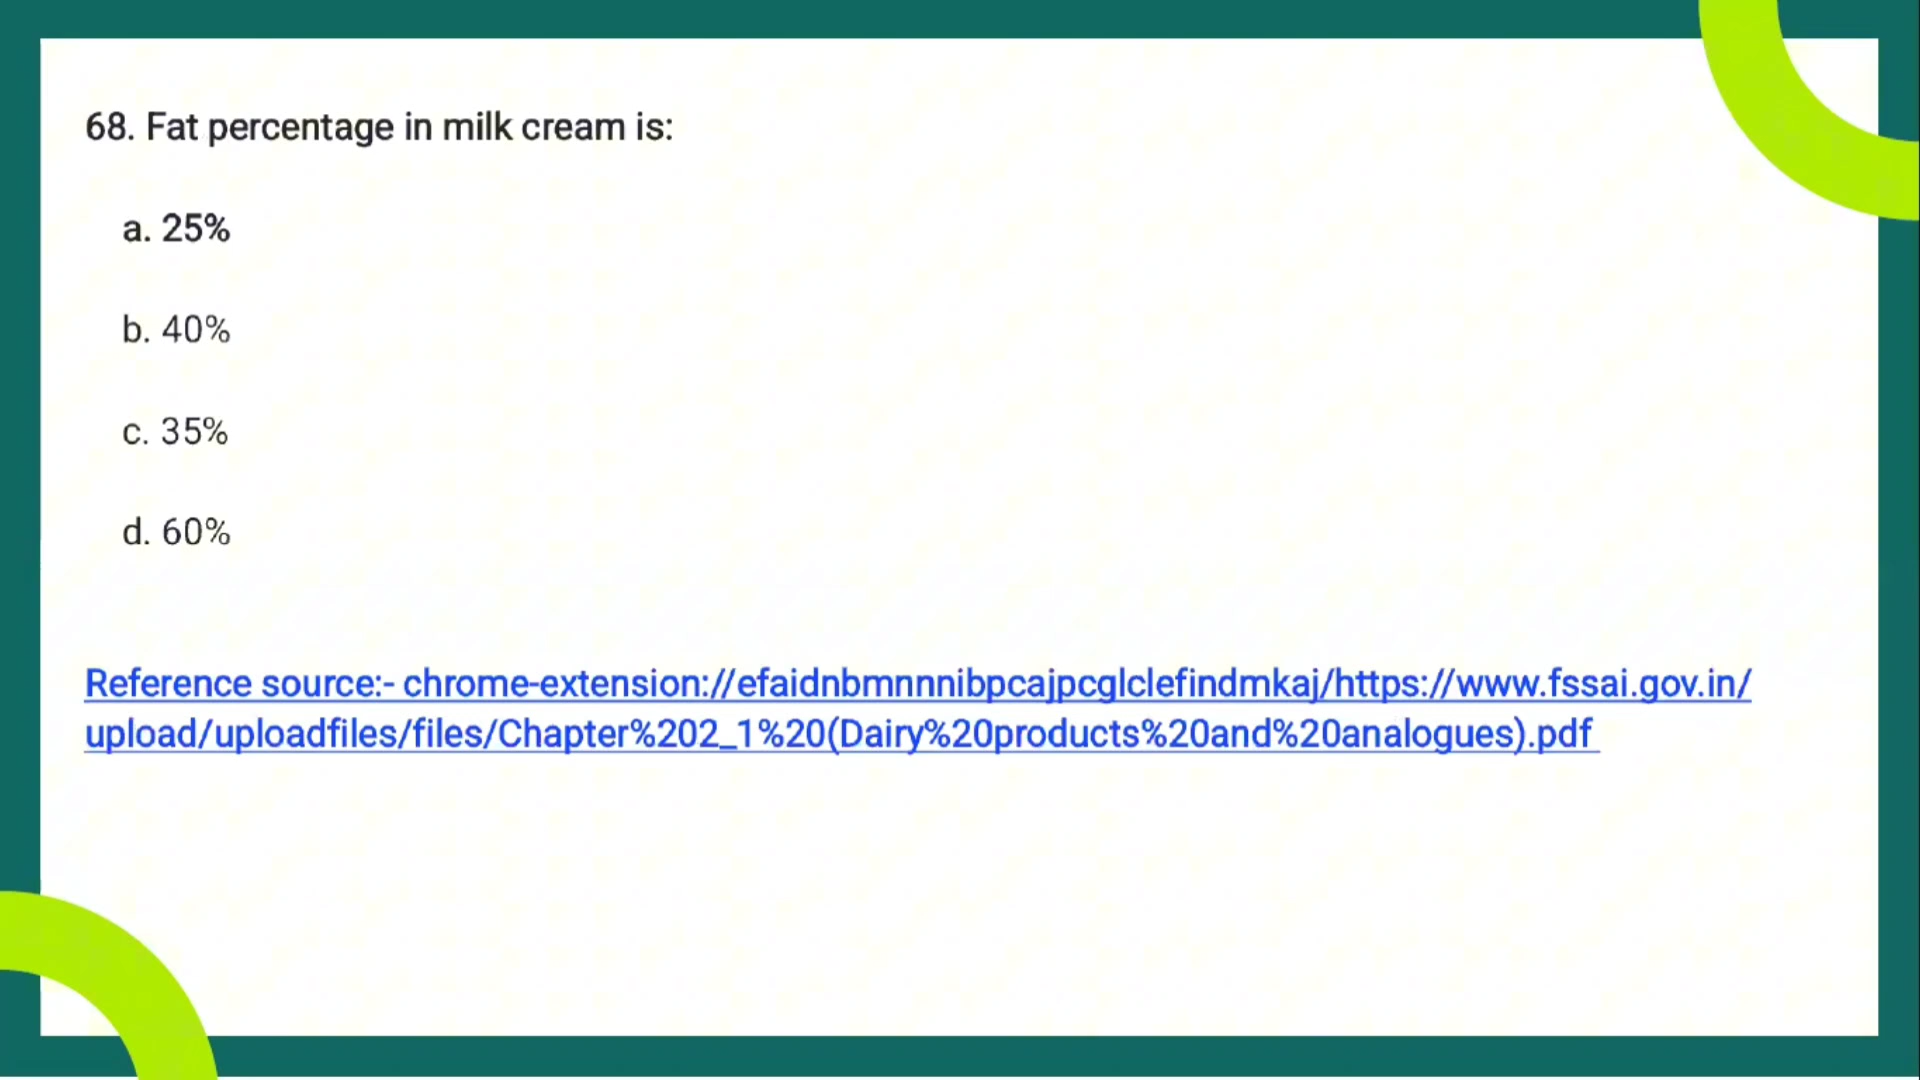 68. Fat percentage in milk cream is:
a. 25%
b. 40%
c. 35%
d. 60%
Reference source:- chrome-extension://efaidnbmnnnibpcajpcglclefindmkaj/https://www.fssai.gov.in/
upload/uploadfiles/files/Chapter%202_1%20(Dairy%20products%20and%20analogues).pdf